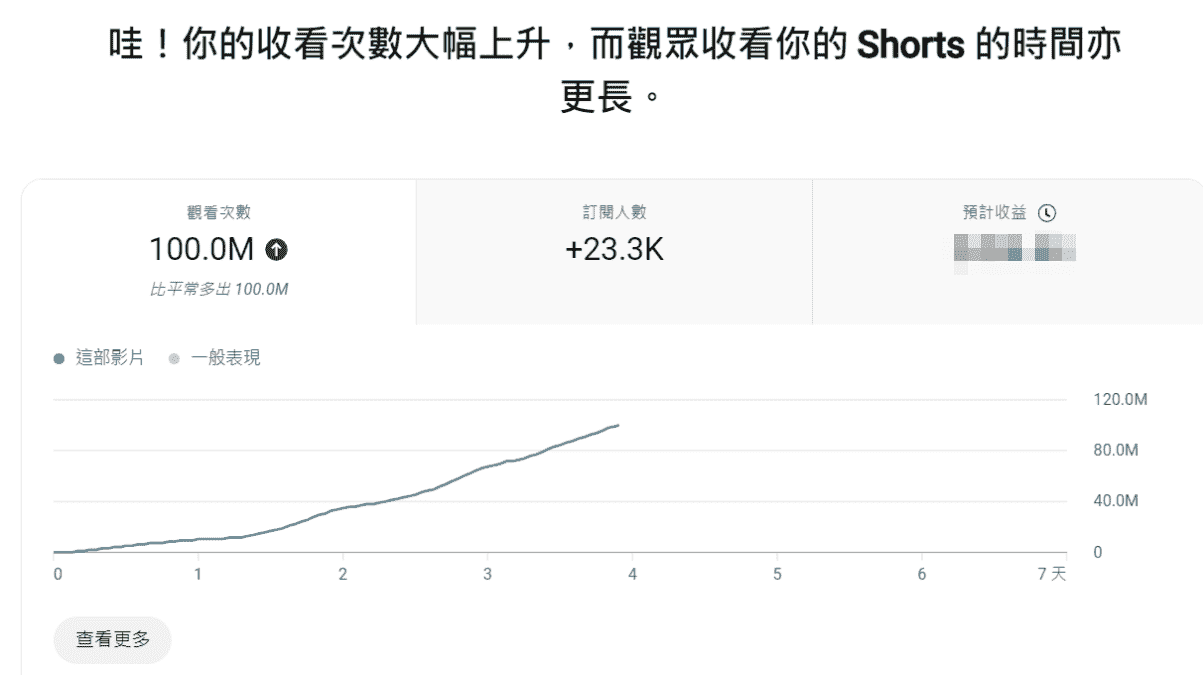 哇！你的收看次數大幅上升，而觀眾收看你的 Shorts 的時間亦
更長。
觀看次數
100.0M
比平常多出 100.0M
訂閱人數
+23.3K
預計收益
這部影片
一般表現
120.0M
80.0M
40.0M
0
0 1 2 3 4 5 6 7 天
查看更多